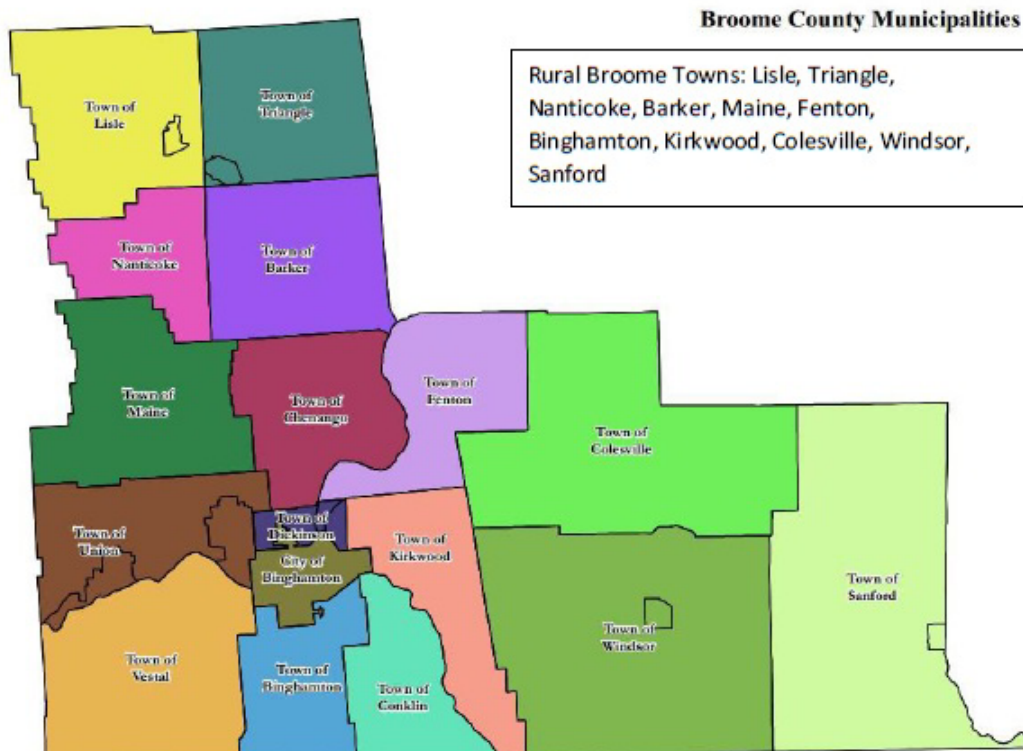 Broome County Municipalities
Rural Broome Towns: Lisle, Triangle,
Nanticoke, Barker, Maine, Fenton,
Binghamton, Kirkwood, Colesville, Windsor,
Sanford
Town of
Lisle
Town of
Triangle
Town of
Nanticoke
Town of
Barker
Town of
Maine
Town of
Chenango
Town of
Fenton
Town of
Colesville
Town of
Union
Town of
Dickinson
City of
Binghamton
Town of
Kirkwood
Town of
Sanford
Town of
Windsor
Town of
Vestal
Town of
Binghamton
Town of
Conklin